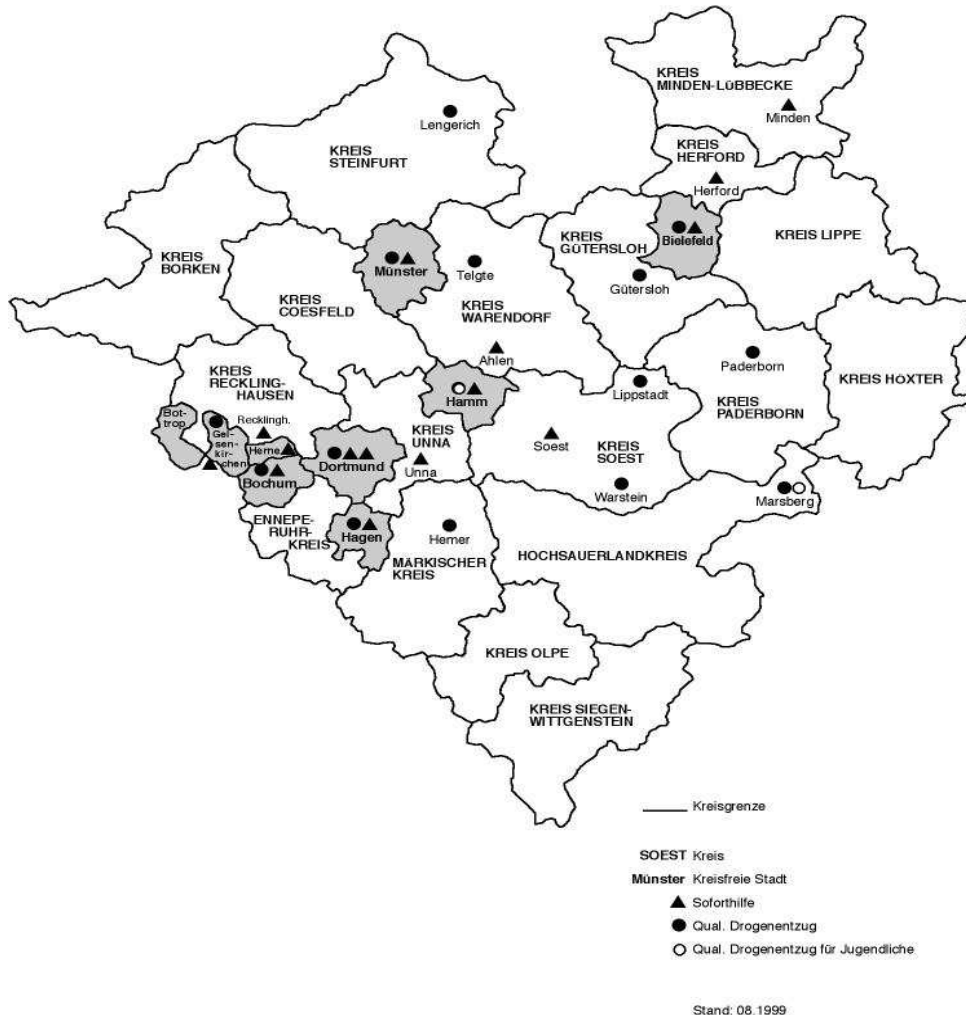 KREIS
MINDEN-LÜBBECKE
Minden
Lengerich
KREIS
STEINFURT
KREIS
HERFORD
Herford
KREIS
BORKEN
KREIS
COESFELD
Münster
Telgte
KREIS
WARENDORF
Ahlen
KREIS
GÜTERSLOH
Gütersloh
Bielefeld
KREIS LIPPE
KREIS
RECKLING-
HAUSEN
Recklingh.
Bot-
trop
Gel-
sen-
kir-
chen
Herne
Bochum
Dortmund
Hamm
KREIS
UNNA
Unna
Lippstadt
Soest
KREIS
SOEST
Warstein
Paderborn
KREIS
PADERBORN
KREIS HÖXTER
Marsberg
ENNEPE-
RUHR-
KREIS
Hagen
Hemer
MÄRKISCHER
KREIS
HOCHSAUERLANDKREIS
KREIS OLPE
KREIS SIEGEN-
WITTGENSTEIN
Kreisgrenze
SOEST Kreis
Münster Kreisfreie Stadt
Soforthilfe
Qual. Drogenentzug
Qual. Drogenentzug für Jugendliche
Stand: 08.1999